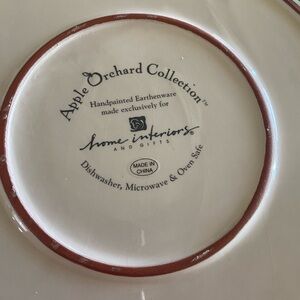 Apple Orchard Collection™
Handpainted Earthenware
made exclusively for
home interiors
AND GIFTS
MADE IN
CHINA
Dishwasher, Microwave & Oven Safe